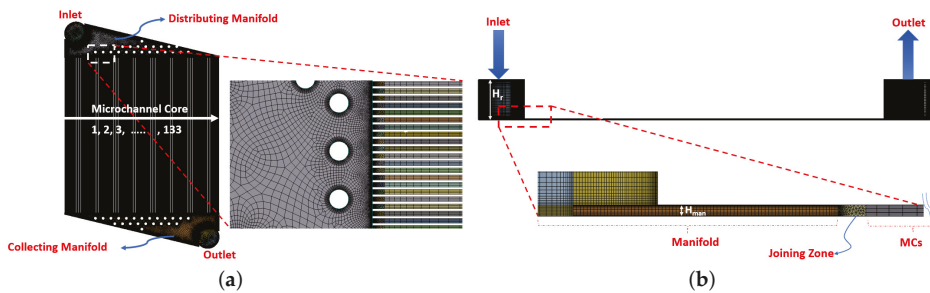 Inlet
Distributing Manifold
Microchannel Core
1, 2, 3, ..... , 133
Collecting Manifold
Outlet
(a)
Inlet
Outlet
Hr
Hman
Manifold
Joining Zone
MCs
(b)